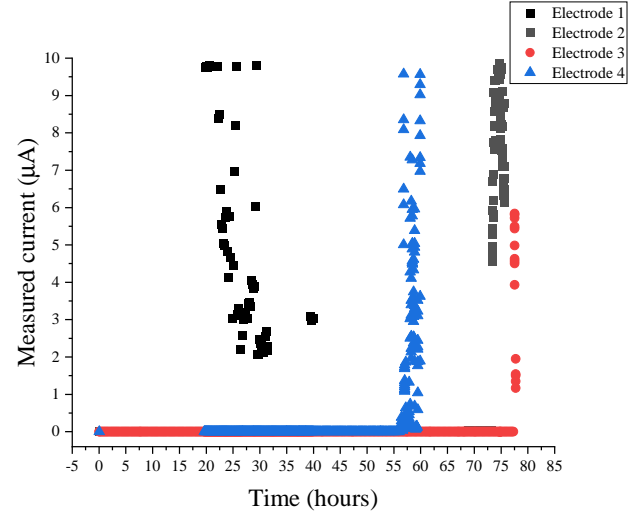 Electrode 1
Electrode 2
Electrode 3
Electrode 4
10
9
8
7
6
5
4
3
2
1
0
Measured current (μA)
-5 0 5 10 15 20 25 30 35 40 45 50 55 60 65 70 75 80 85
Time (hours)